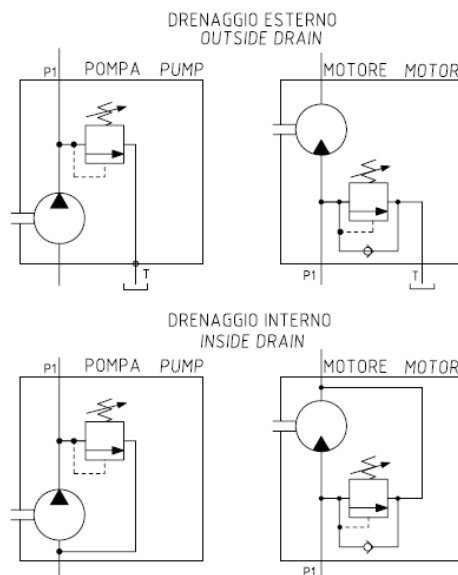 DRENAGGIO ESTERNO
OUTSIDE DRAIN
P1 POMPA PUMP
MOTORE MOTOR
T
P1 T
DRENAGGIO INTERNO
INSIDE DRAIN
P1 POMPA PUMP
MOTORE MOTOR
P1